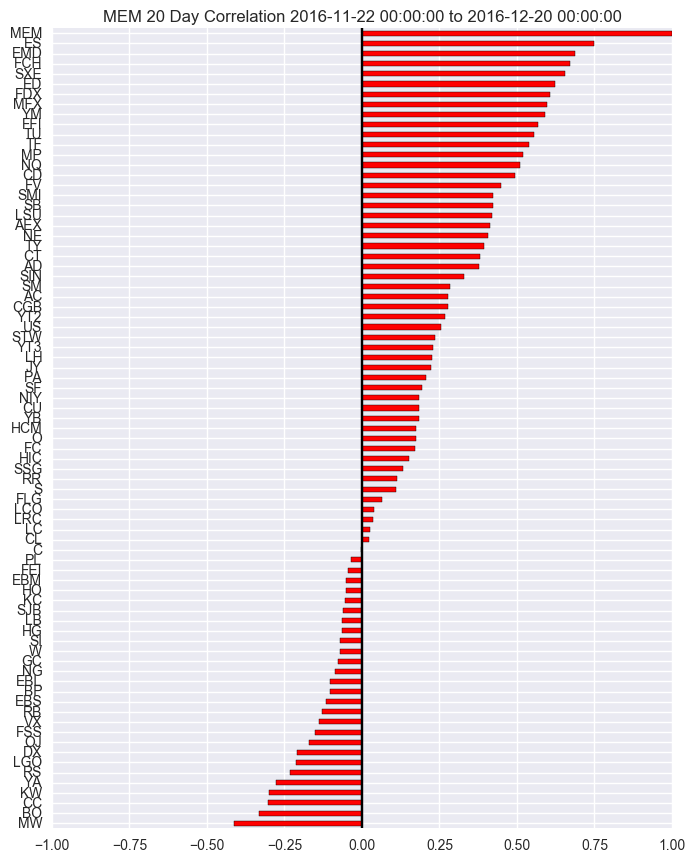 MEM 20 Day Correlation 2016-11-22 00:00:00 to 2016-12-20 00:00:00
MEM
ES
EMD
FCH
SXE
ED
FDX
MFX
YM
EFI
TU
TF
MP
NQ
CD
FV
SMI
SB
LSU
AEX
NE
TY
CT
AD
SIN
SM
AC
CGB
YT2
US
STW
YT3
LH
JY
PA
SF
NIY
CU
YB
HCM
O
FC
HIC
SSG
RR
S
FLG
LCO
LRC
LC
CL
C
PL
FFI
EBM
HO
KC
SJB
LB
HG
SI
W
GC
NG
EBL
BP
EBS
RB
VX
FSS
OJ
DX
LGO
RS
YA
KW
CC
BO
MW
−1.00 −0.75 −0.50 −0.25 0.00 0.25 0.50 0.75 1.00